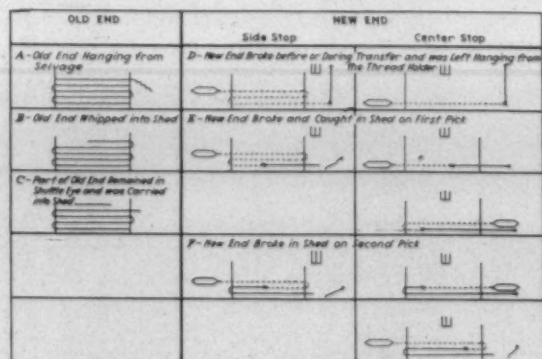 OLD END
NEW END
Side Stop
Center Stop
A-Old End Hanging from
Selvage
D-New End Broke before or During Transfer and was Left Hanging from
the Thread Holder
B-Old End Whipped into Shed
E-New End Broke and Caught in Shed on First Pick
C-Part of Old End Remained in
Shuttle Eye and was Carried
into Shed
F-New End Broke in Shed on Second Pick